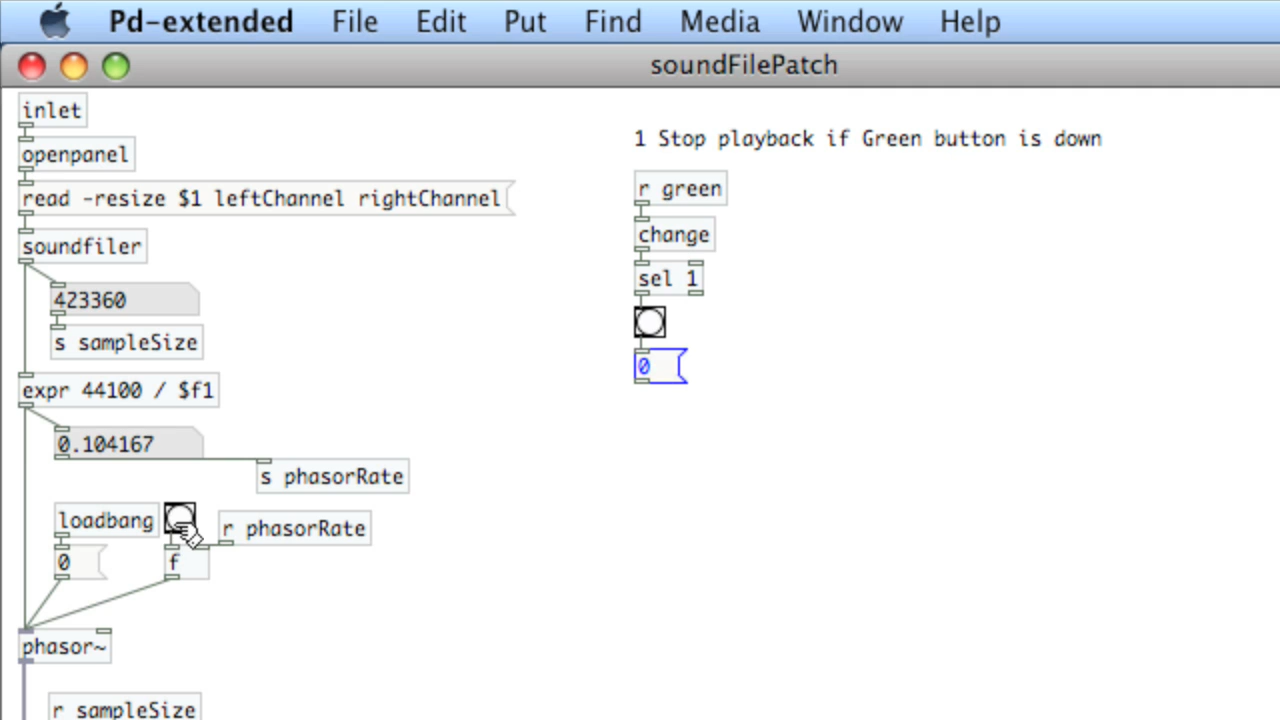 Pd-extended File Edit Put Find Media Window Help
soundFilePatch
inlet
openpanel
read -resize $1 leftChannel rightChannel
soundfiler
423360
s sampleSize
expr 44100 / $f1
0.104167
s phasorRate
loadbang
r phasorRate
0
f
phasor~
r sampleSize
1 Stop playback if Green button is down
r green
change
sel 1
0